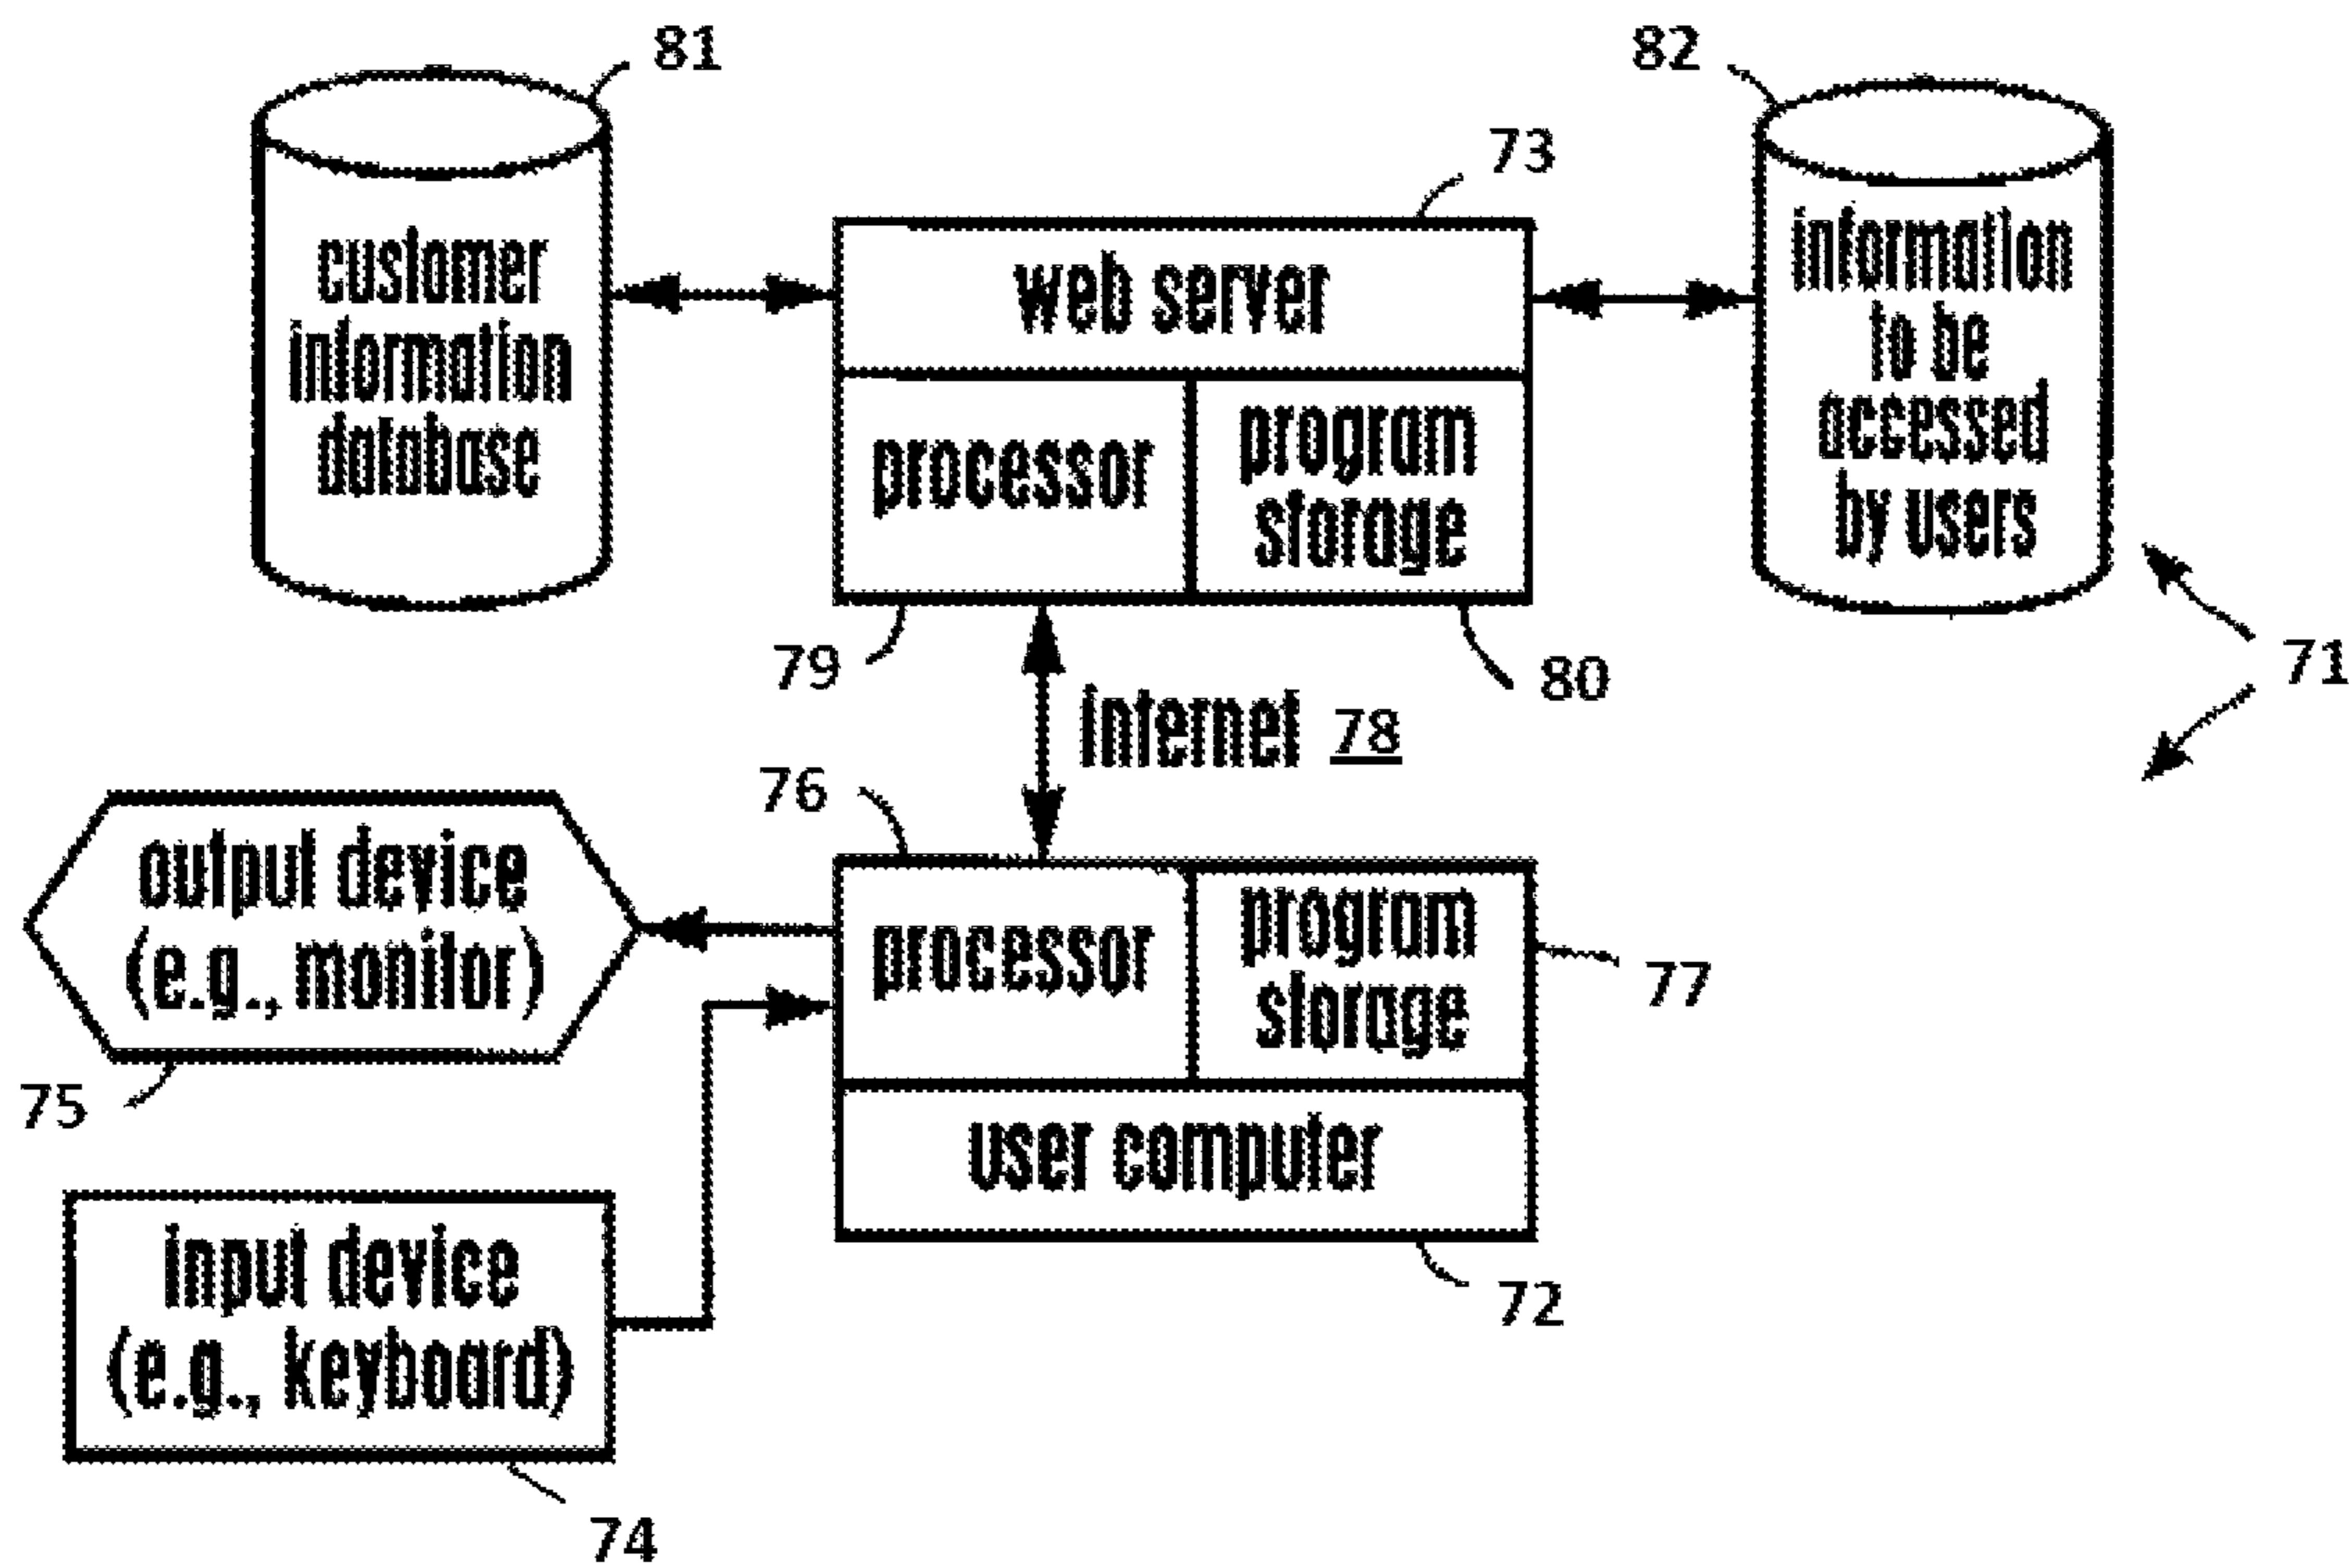 81
82
73
customer
information
database
web server
processor
program
storage
information
to be
accessed
by users
79
80
71
internet 78
76
output device
(e.g., monitor)
75
processor
program
storage
77
user computer
72
input device
(e.g., keyboard)
74